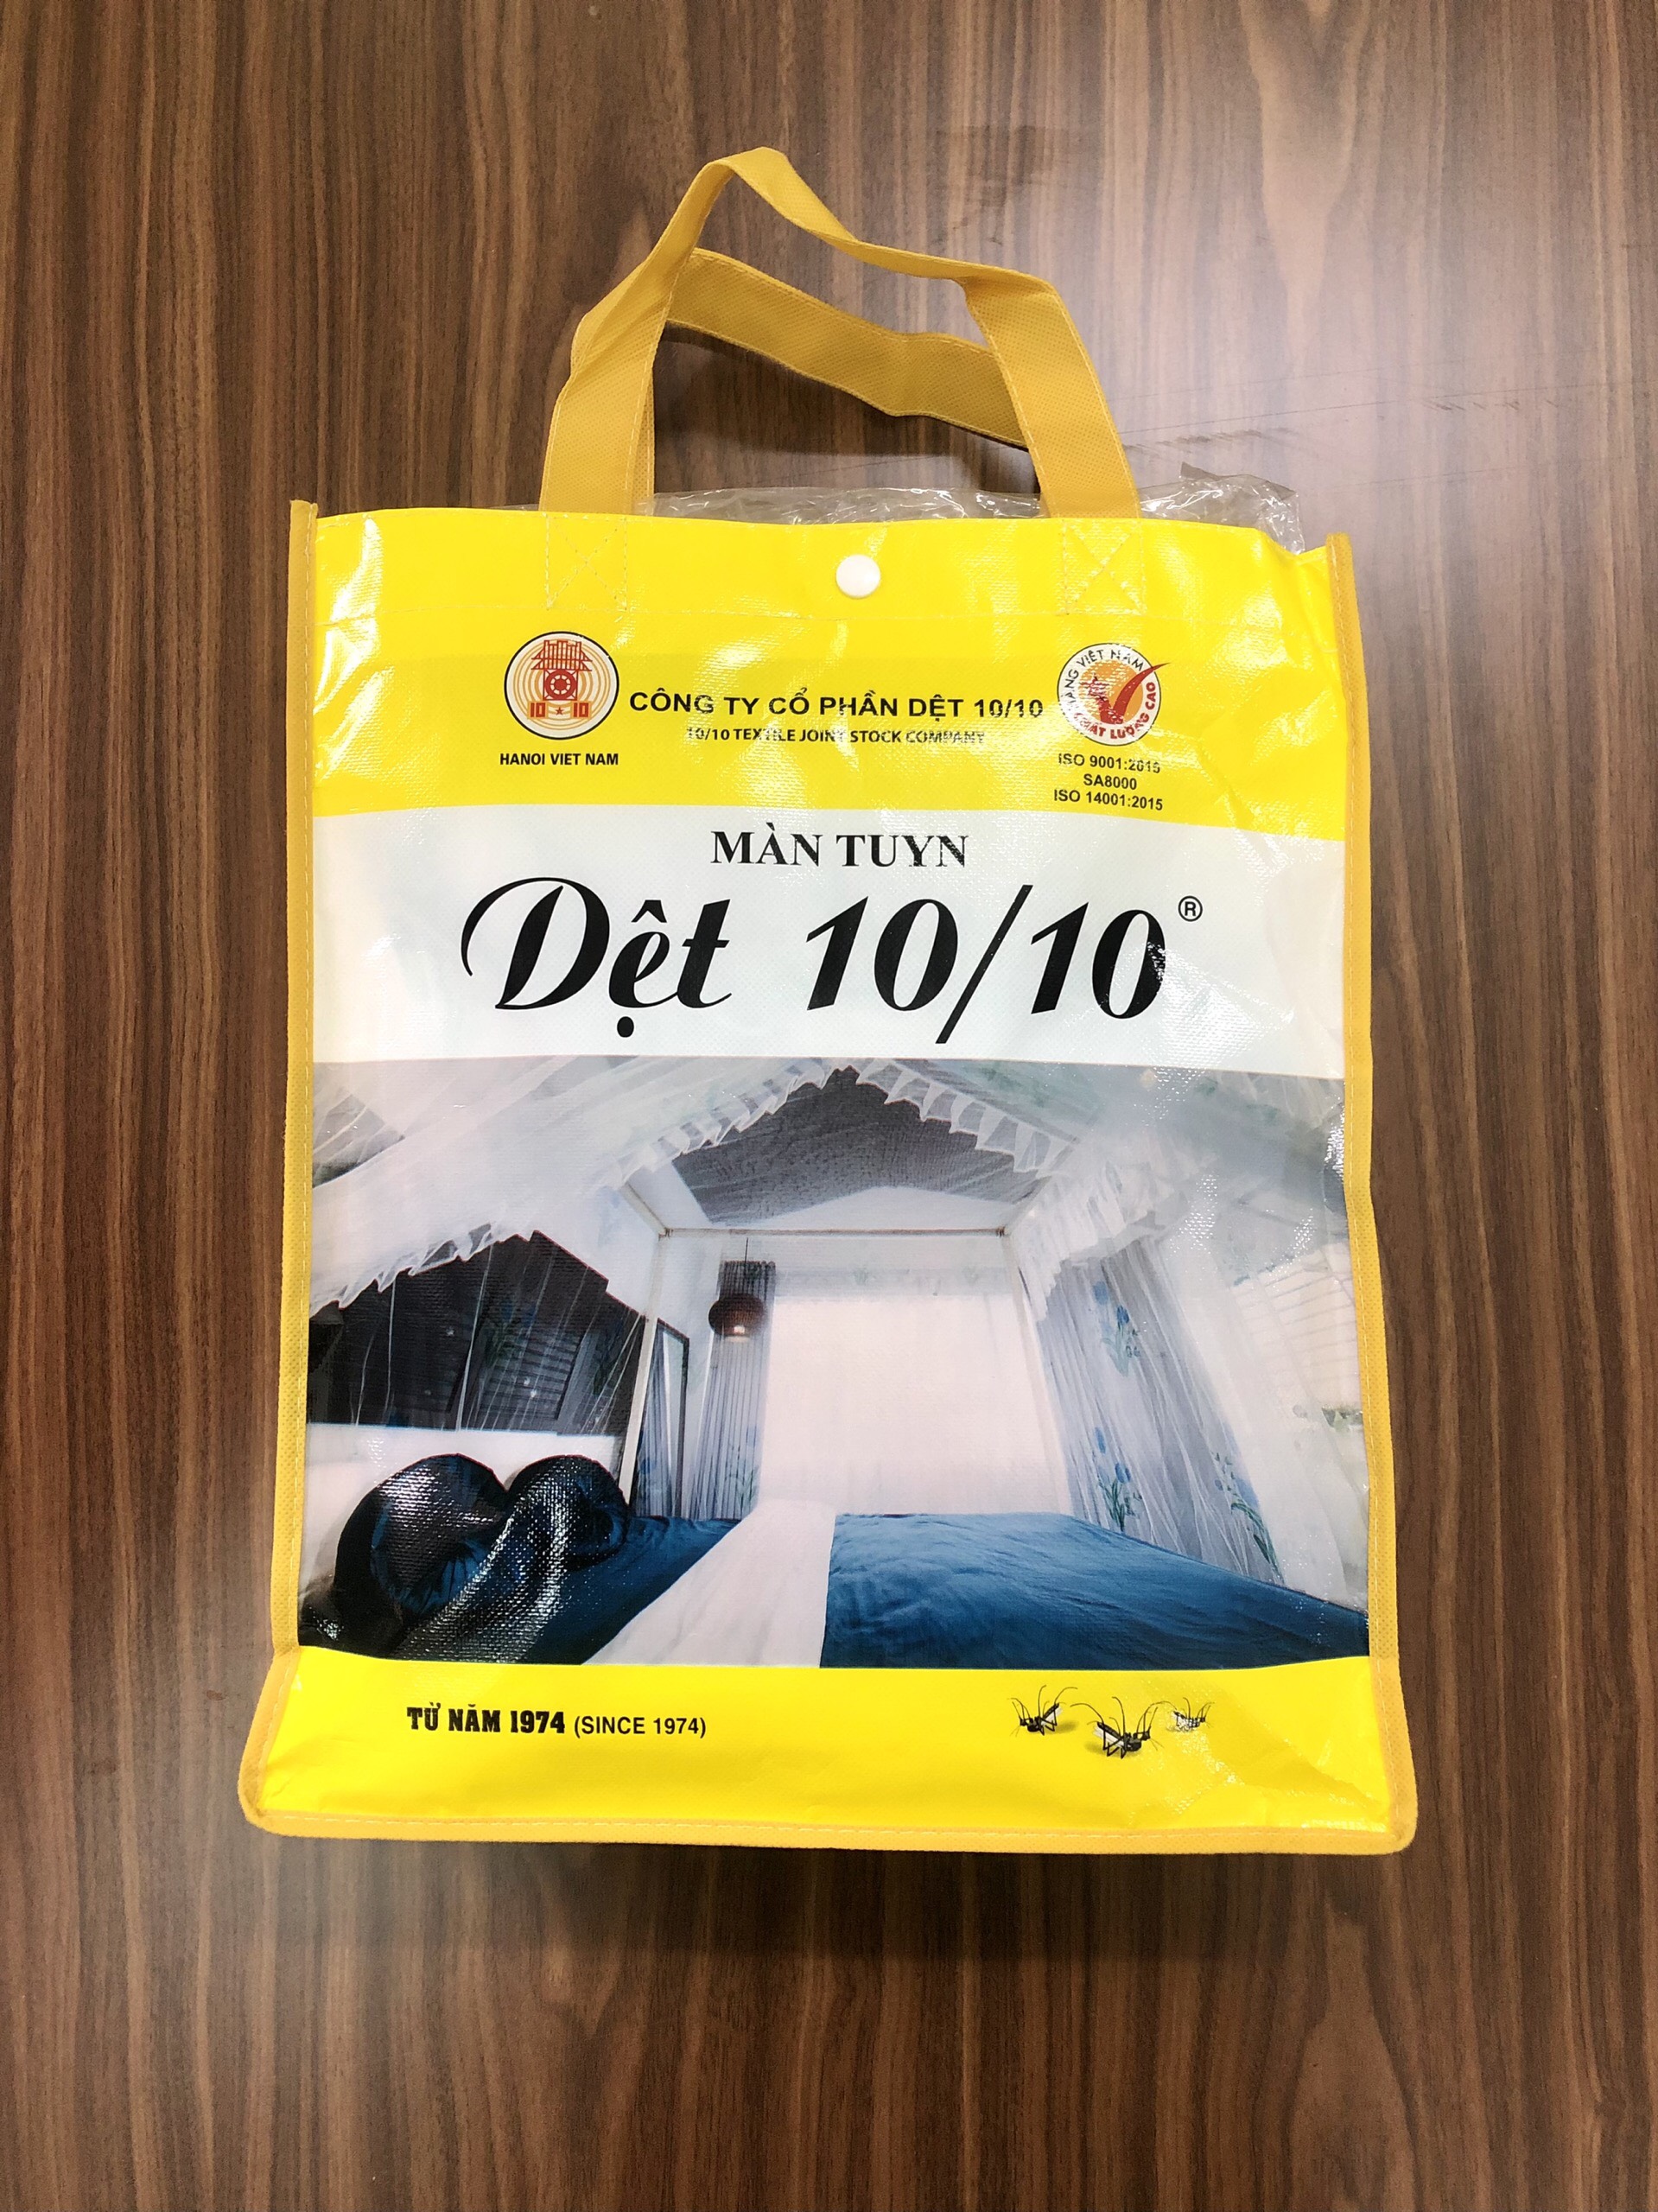 10 10
HANOI VIET NAM
CÔNG TY CỔ PHẦN DỆT 10/10
10/10 TEXTILE JOINT STOCK COMPANY
HÀNG VIỆT NAM
CHẤT LƯỢNG CAO
ISO 9001:2015
SA8000
ISO 14001:2015
MÀN TUYN
Dệt 10/10®
TỪ NĂM 1974 (SINCE 1974)